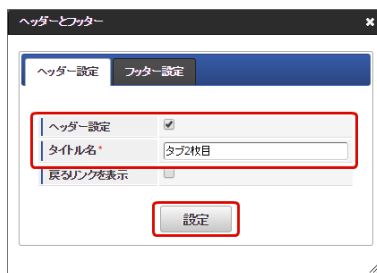 ヘッダーとフッター
ヘッダー設定 フッター設定
ヘッダー設定
タイトル名* タブ2枚目
戻るリンクを表示
設定